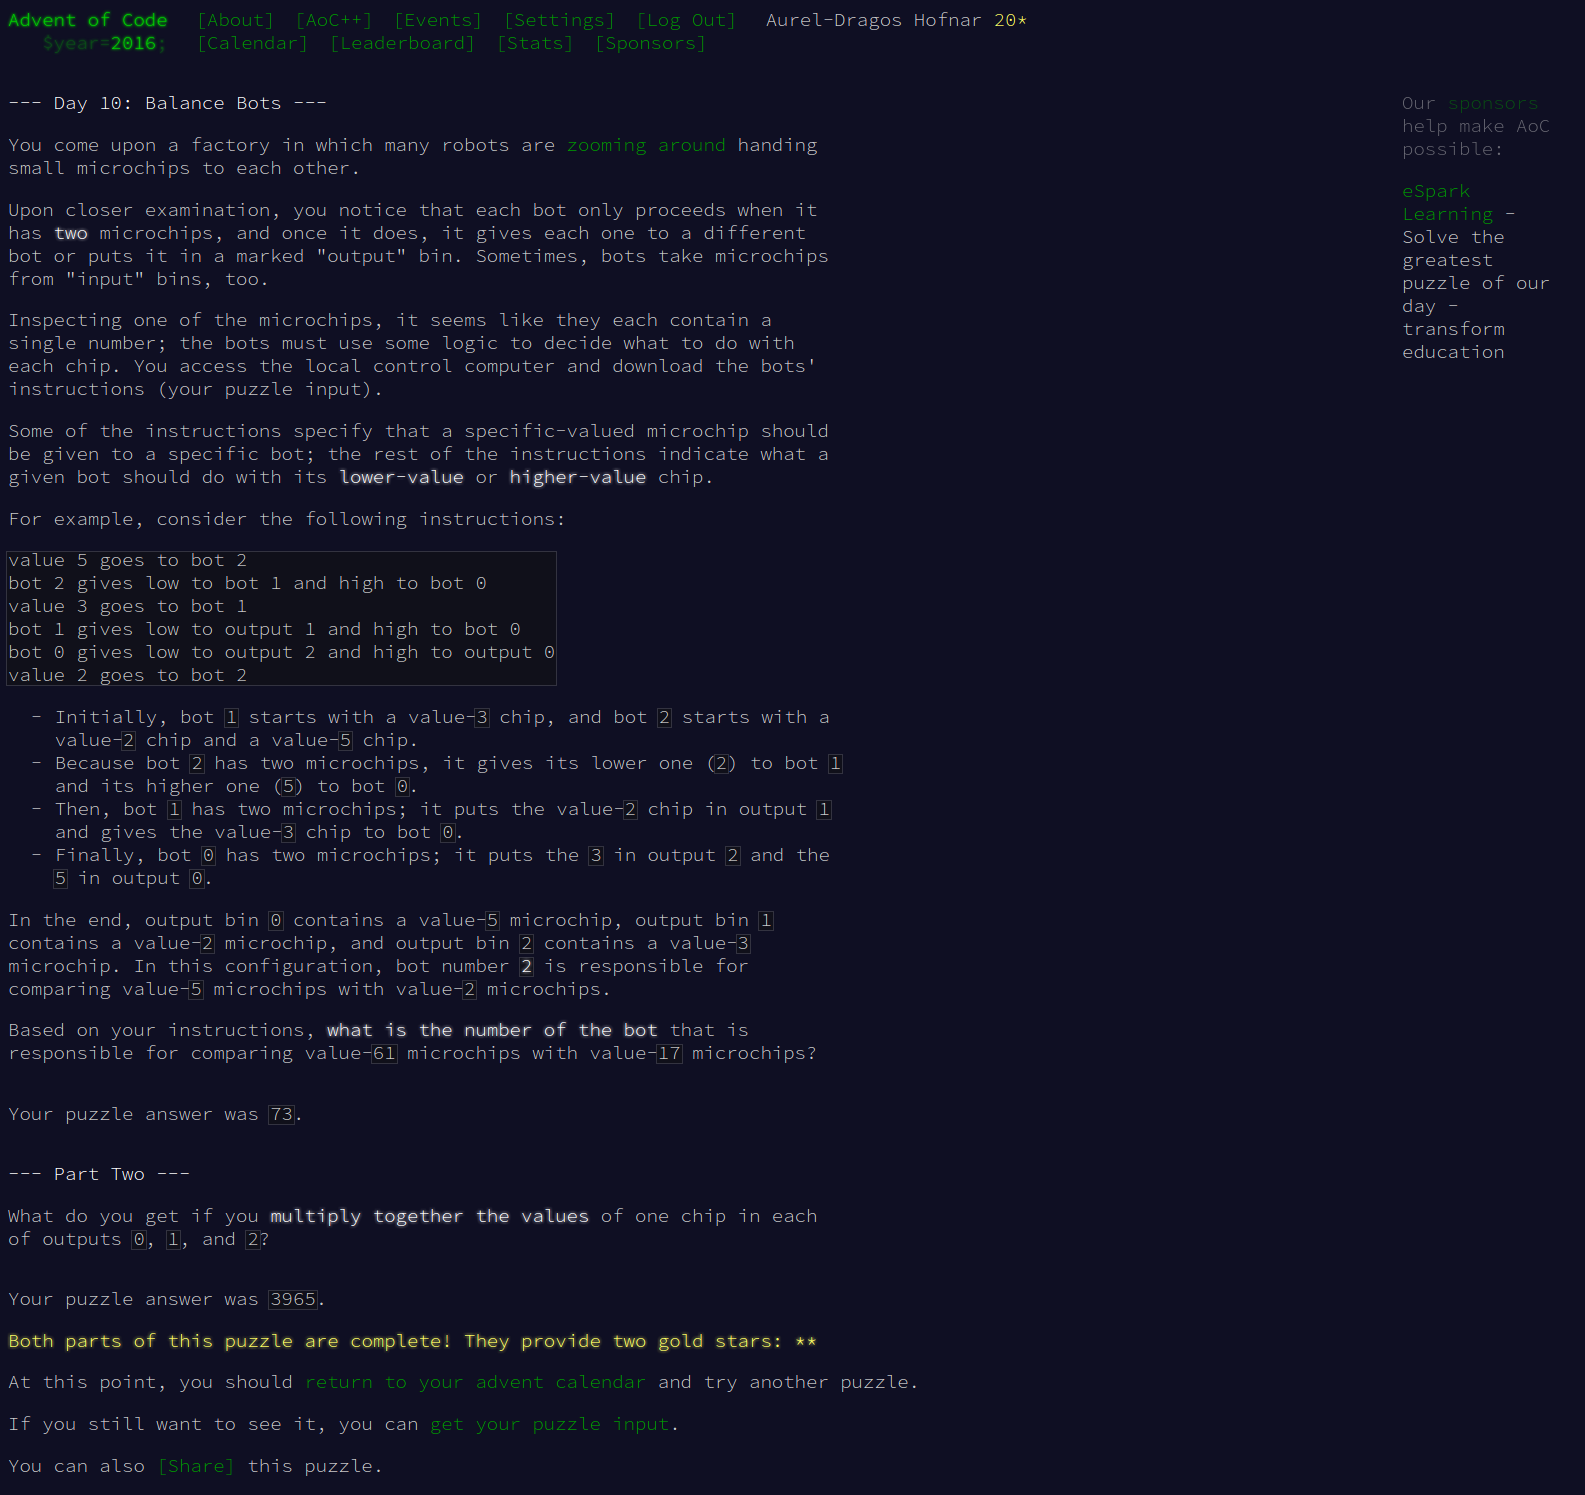 Advent of Code [About] [AoC++] [Events] [Settings] [Log Out] Aurel-Dragos Hofnar 20*
$year=2016; [Calendar] [Leaderboard] [Stats] [Sponsors]
--- Day 10: Balance Bots ---
You come upon a factory in which many robots are zooming around handing
small microchips to each other.
Upon closer examination, you notice that each bot only proceeds when it
has two microchips, and once it does, it gives each one to a different
bot or puts it in a marked "output" bin. Sometimes, bots take microchips
from "input" bins, too.
Inspecting one of the microchips, it seems like they each contain a
single number; the bots must use some logic to decide what to do with
each chip. You access the local control computer and download the bots'
instructions (your puzzle input).
Some of the instructions specify that a specific-valued microchip should
be given to a specific bot; the rest of the instructions indicate what a
given bot should do with its lower-value or higher-value chip.
For example, consider the following instructions:
value 5 goes to bot 2
bot 2 gives low to bot 1 and high to bot 0
value 3 goes to bot 1
bot 1 gives low to output 1 and high to bot 0
bot 0 gives low to output 2 and high to output 0
value 2 goes to bot 2
- Initially, bot 1 starts with a value-3 chip, and bot 2 starts with a
value-2 chip and a value-5 chip.
- Because bot 2 has two microchips, it gives its lower one (2) to bot 1
and its higher one (5) to bot 0.
- Then, bot 1 has two microchips; it puts the value-2 chip in output 1
and gives the value-3 chip to bot 0.
- Finally, bot 0 has two microchips; it puts the 3 in output 2 and the
5 in output 0.
In the end, output bin 0 contains a value-5 microchip, output bin 1
contains a value-2 microchip, and output bin 2 contains a value-3
microchip. In this configuration, bot number 2 is responsible for
comparing value-5 microchips with value-2 microchips.
Based on your instructions, what is the number of the bot that is
responsible for comparing value-61 microchips with value-17 microchips?
Your puzzle answer was 73.
--- Part Two ---
What do you get if you multiply together the values of one chip in each
of outputs 0, 1, and 2?
Your puzzle answer was 3965.
Both parts of this puzzle are complete! They provide two gold stars: **
At this point, you should return to your advent calendar and try another puzzle.
If you still want to see it, you can get your puzzle input.
You can also [Share] this puzzle.
Our sponsors
help make AoC
possible:
eSpark
Learning -
Solve the
greatest
puzzle of our
day -
transform
education